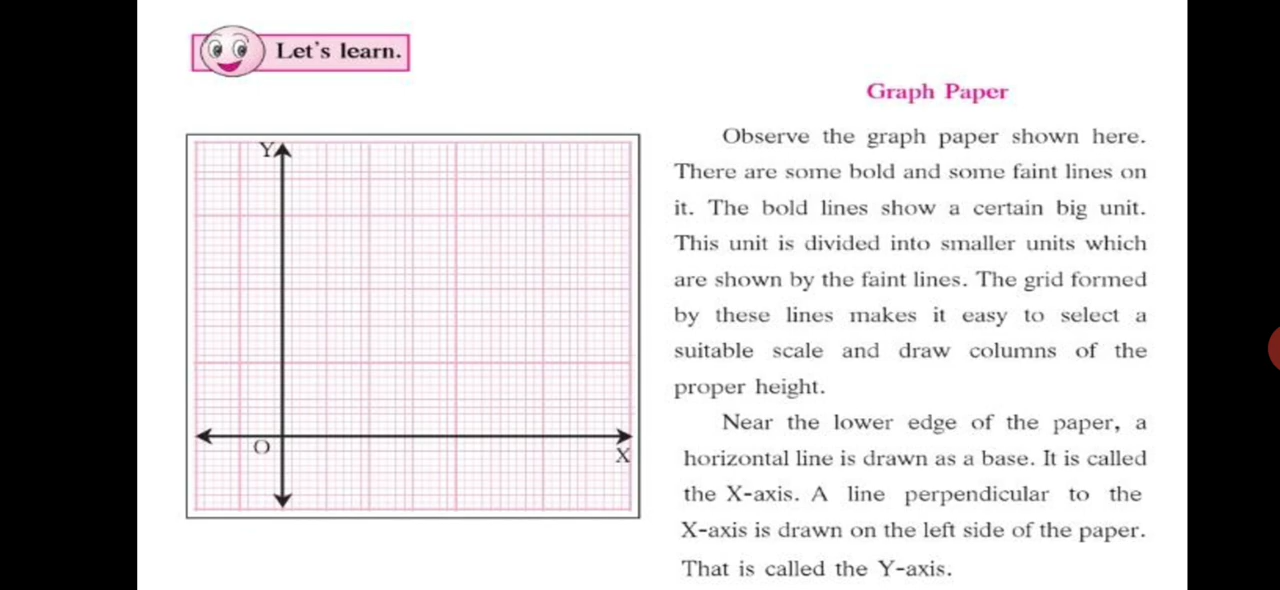 Let's learn.
Graph Paper
Y
O
X
Observe the graph paper shown here.
There are some bold and some faint lines on
it. The bold lines show a certain big unit.
This unit is divided into smaller units which
are shown by the faint lines. The grid formed
by these lines makes it easy to select a
suitable scale and draw columns of the
proper height.
Near the lower edge of the paper, a
horizontal line is drawn as a base. It is called
the X-axis. A line perpendicular to the
X-axis is drawn on the left side of the paper.
That is called the Y-axis.